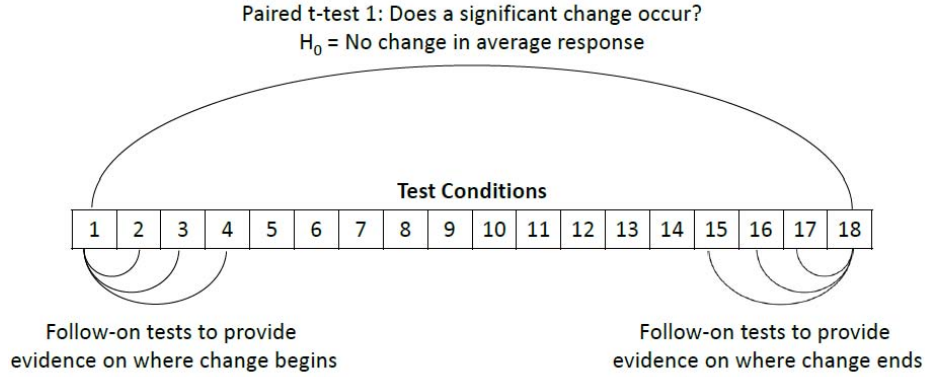 Paired t-test 1: Does a significant change occur?
H₀ = No change in average response
Test Conditions
1 2 3 4 5 6 7 8 9 10 11 12 13 14 15 16 17 18
Follow-on tests to provide
evidence on where change begins
Follow-on tests to provide
evidence on where change ends